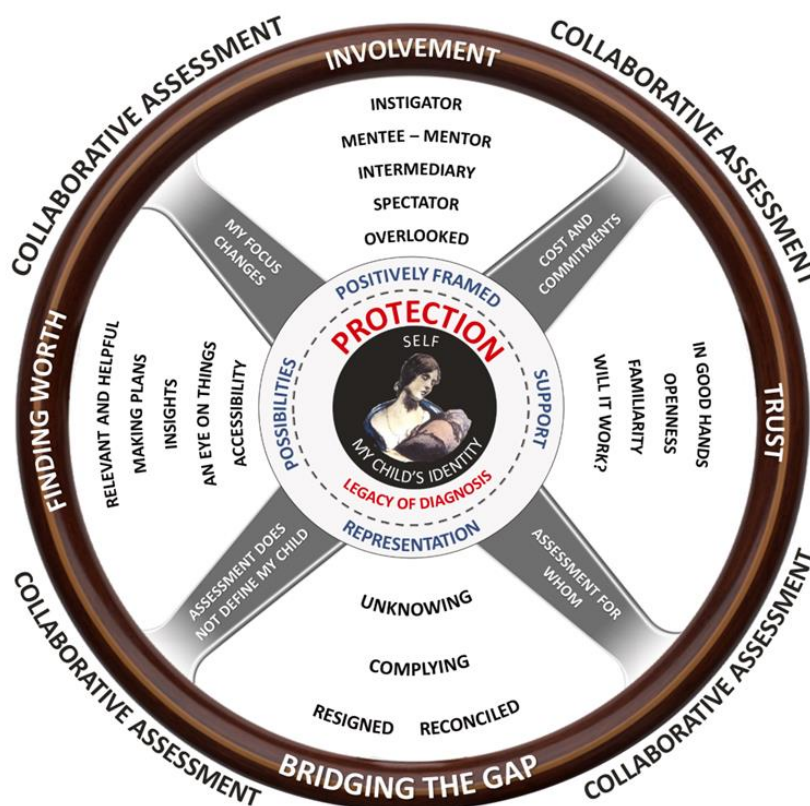 COLLABORATIVE ASSESSMENT
COLLABORATIVE ASSESSMENT
INVOLVEMENT
INSTIGATOR
MENTEE – MENTOR
INTERMEDIARY
SPECTATOR
OVERLOOKED
MY FOCUS
CHANGES
COST AND
COMMITMENTS
POSITIVELY FRAMED
PROTECTION
SELF
FINDING WORTH
RELEVANT AND HELPFUL
MAKING PLANS
INSIGHTS
AN EYE ON THINGS
ACCESSIBILITY
POSSIBILITIES
SUPPORT
WILL IT WORK?
FAMILIARITY
OPENNESS
IN GOOD HANDS
TRUST
MY CHILD'S IDENTITY
LEGACY OF DIAGNOSIS
REPRESENTATION
ASSESSMENT DOES
NOT DEFINE MY CHILD
ASSESSMENT FOR
WHOM
UNKNOWING
COMPLYING
RESIGNED
RECONCILED
BRIDGING THE GAP
COLLABORATIVE ASSESSMENT
COLLABORATIVE ASSESSMENT